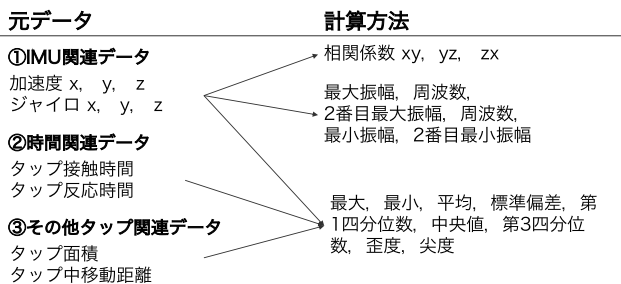 元データ
計算方法
①IMU関連データ
加速度 x, y, z
ジャイロ x, y, z
②時間関連データ
タップ接触時間
タップ反応時間
③その他タップ関連データ
タップ面積
タップ中移動距離
相関係数 xy, yz, zx
最大振幅, 周波数,
2番目最大振幅, 周波数,
最小振幅, 2番目最小振幅
最大, 最小, 平均, 標準偏差, 第
1四分位数, 中央値, 第3四分位
数, 歪度, 尖度